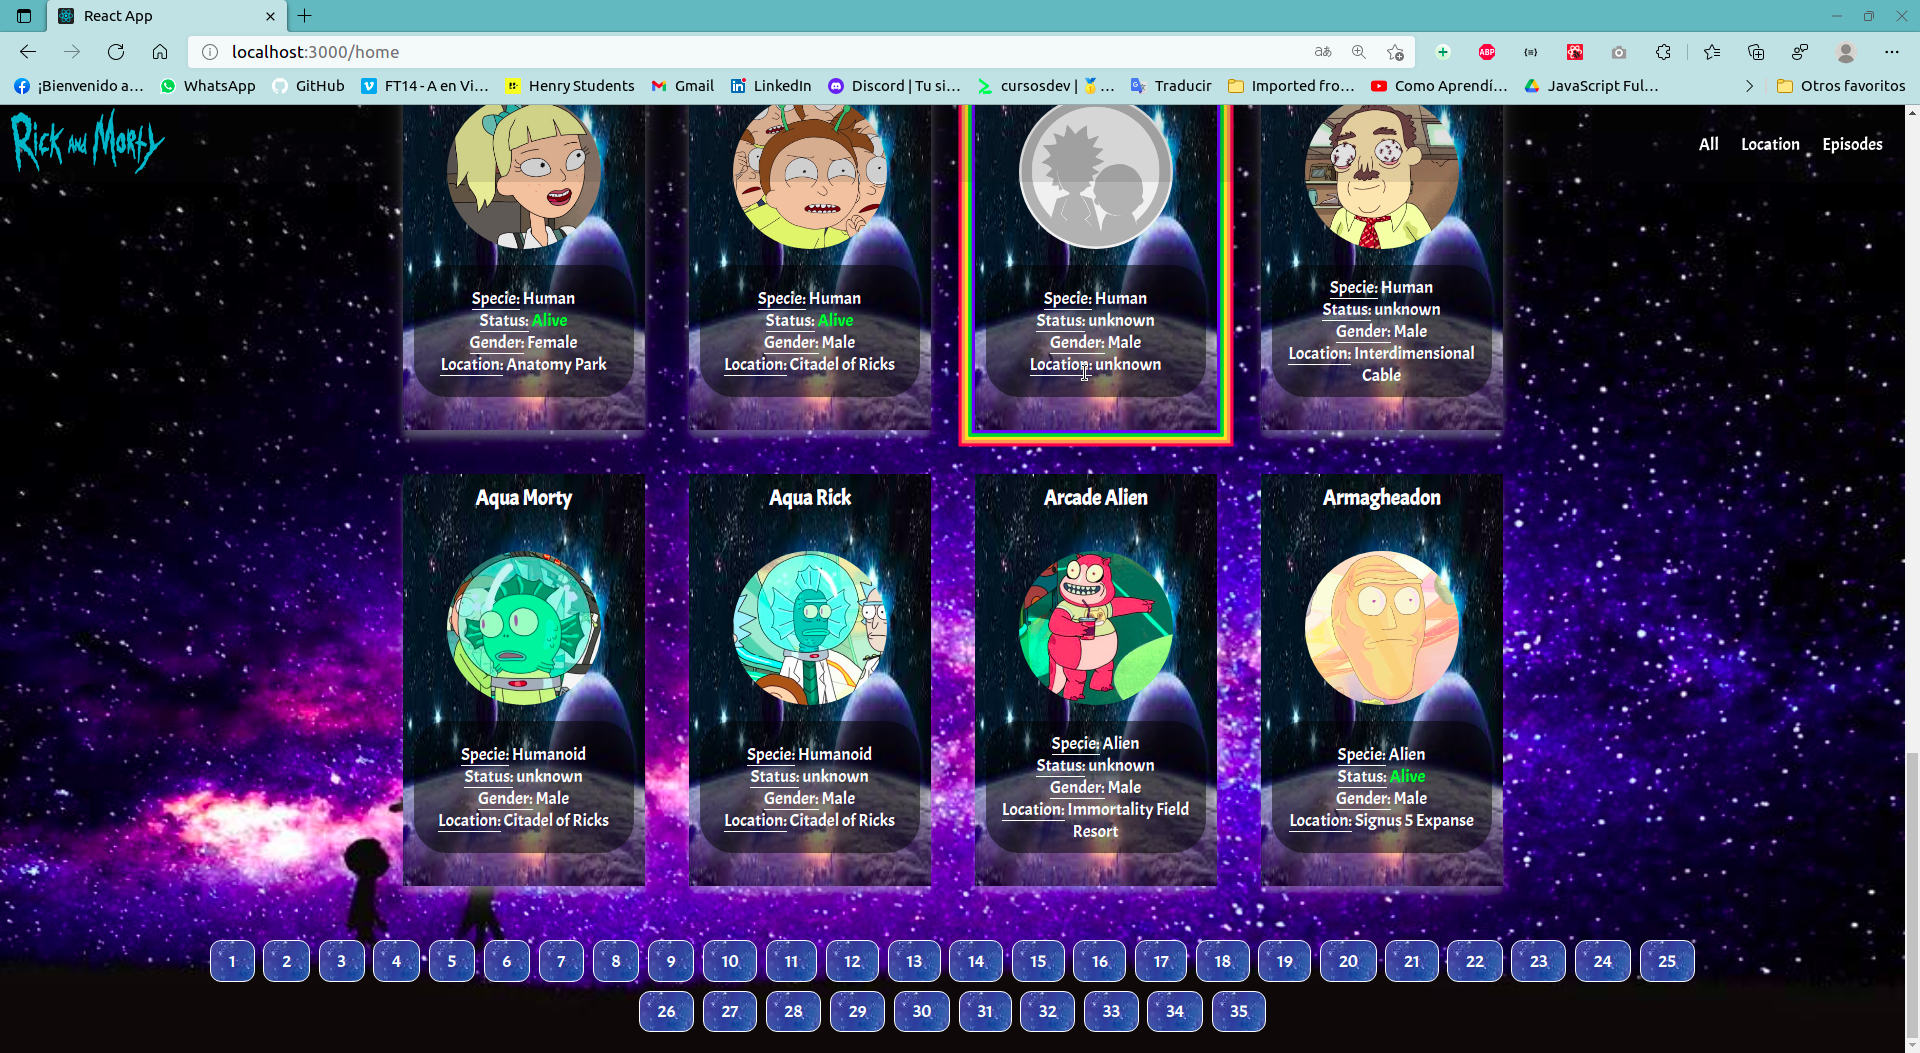 React App
localhost:3000/home
aあ
ABP
¡Bienvenido a...
WhatsApp
GitHub
FT14 - A en Vi...
Henry Students
Gmail
LinkedIn
Discord | Tu si...
cursosdev | 🥇...
Traducir
Imported fro...
Como Aprendí...
JavaScript Ful...
Otros favoritos
Rick and Morty
All
Location
Episodes
Specie: Human
Status: Alive
Gender: Female
Location: Anatomy Park
Specie: Human
Status: Alive
Gender: Male
Location: Citadel of Ricks
Specie: Human
Status: unknown
Gender: Male
Location: unknown
Specie: Human
Status: unknown
Gender: Male
Location: Interdimensional
Cable
Aqua Morty
Specie: Humanoid
Status: unknown
Gender: Male
Location: Citadel of Ricks
Aqua Rick
Specie: Humanoid
Status: unknown
Gender: Male
Location: Citadel of Ricks
Arcade Alien
Specie: Alien
Status: unknown
Gender: Male
Location: Immortality Field
Resort
Armagheadon
Specie: Alien
Status: Alive
Gender: Male
Location: Signus 5 Expanse
1 2 3 4 5 6 7 8 9 10 11 12 13 14 15 16 17 18 19 20 21 22 23 24 25
26 27 28 29 30 31 32 33 34 35